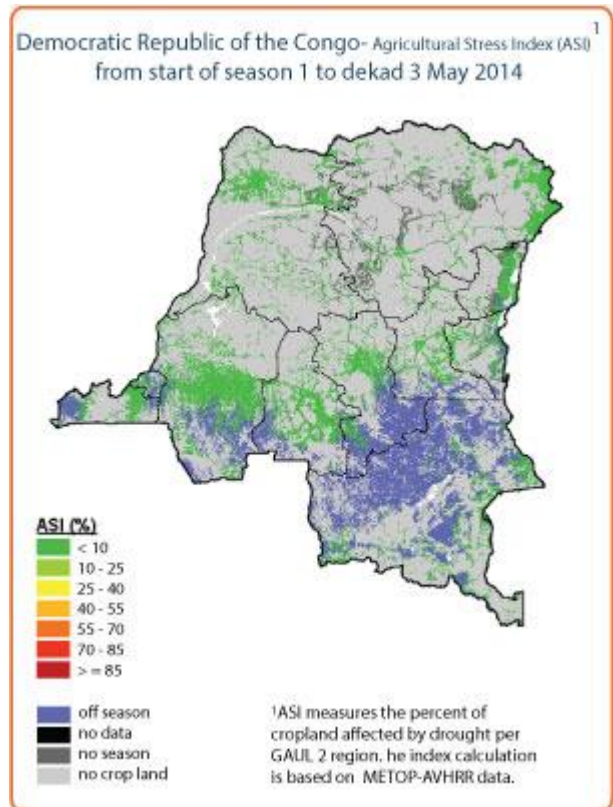 Democratic Republic of the Congo- Agricultural Stress Index (ASI) 1
from start of season 1 to dekad 3 May 2014
ASI (%)
< 10
10 - 25
25 - 40
40 - 55
55 - 70
70 - 85
> = 85
off season
no data
no season
no crop land
1ASI measures the percent of
cropland affected by drought per
GAUL 2 region, he index calculation
is based on METOP-AVHRR data.